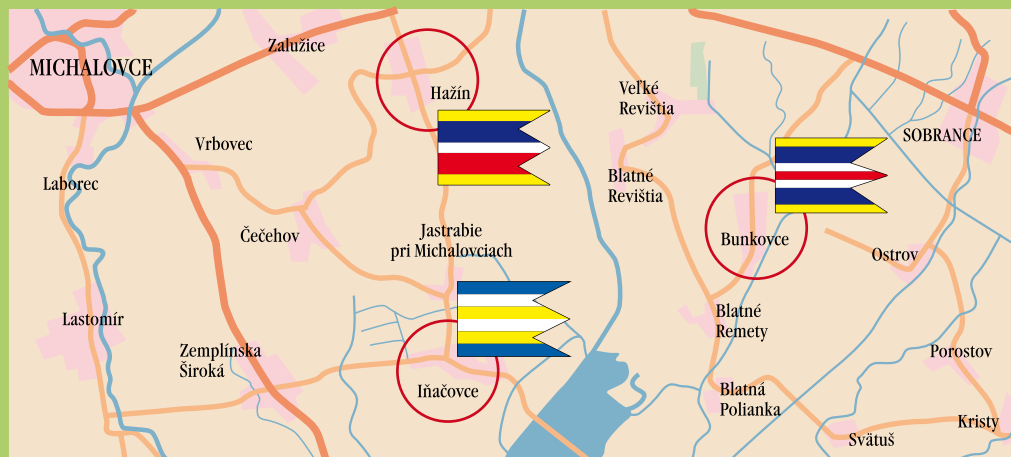 Zalužice
MICHALOVCE
Hažín
Veľké
Revištia
SOBRANCE
Vrbovec
Laborec
Blatné
Revištia
Čečehov
Jastrabie
pri Michalovciach
Bunkovce
Ostrov
Lastomír
Blatné
Remety
Zemplínska
Široká
Porostov
Iňačovce
Blatná
Polianka
Kristy
Svätuš